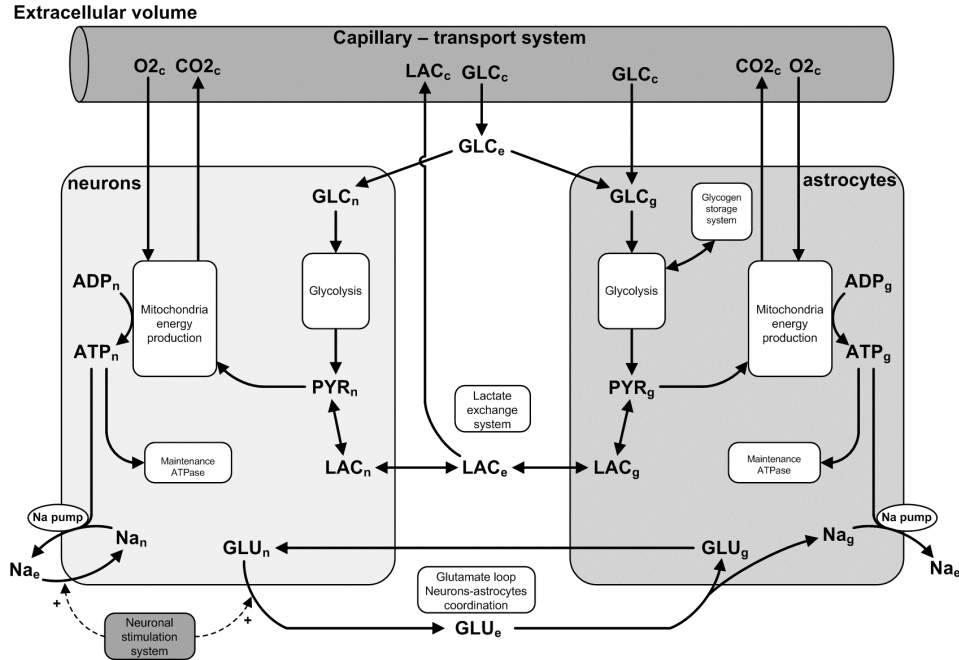 Extracellular volume
Capillary – transport system
O2c CO2c
LACc GLCc
GLCc
CO2c O2c
GLCe
neurons
astrocytes
GLCn
GLCg
Glycogen
storage
system
ADPn
Mitochondria
energy
production
Glycolysis
Glycolysis
Mitochondria
energy
production
ADPg
ATPn
ATPg
PYRn
PYRg
Lactate
exchange
system
Maintenance
ATPase
LACn
LACe
LACg
Maintenance
ATPase
Na pump
Na pump
Nan
Nag
GLUn
GLUg
Nae
Nae
Glutamate loop
Neurons-astrocytes
coordination
+
+
Neuronal
stimulation
system
GLUe